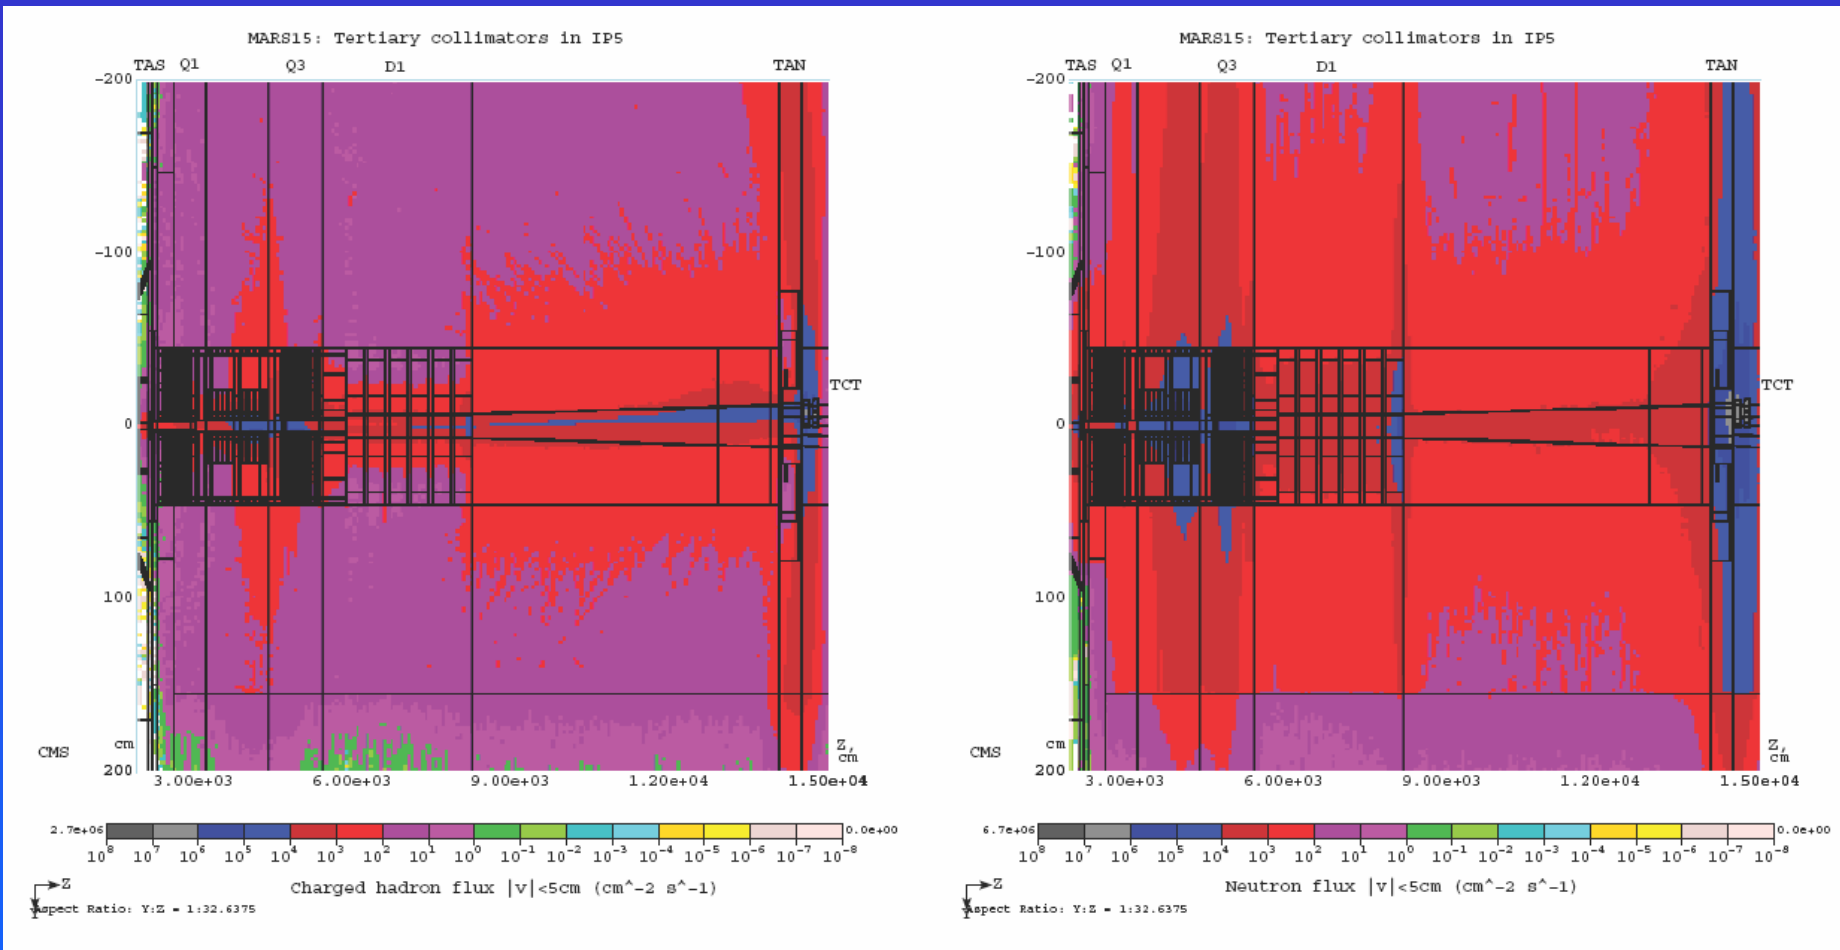 MARS15: Tertiary collimators in IP5
TAS Q1 Q3 D1 TAN
-200
-100
0
100
cm
200
TCT
CMS
Z,
cm
3.00e+03 6.00e+03 9.00e+03 1.20e+04 1.50e+04
2.7e+06 0.0e+00
10^8 10^7 10^6 10^5 10^4 10^3 10^2 10^1 10^0 10^-1 10^-2 10^-3 10^-4 10^-5 10^-6 10^-7 10^-8
Z
Charged hadron flux |v|<5cm (cm^-2 s^-1)
Y
Aspect Ratio: Y:Z = 1:32.6375
MARS15: Tertiary collimators in IP5
TAS Q1 Q3 D1 TAN
-200
-100
0
100
cm
200
TCT
CMS
Z,
cm
3.00e+03 6.00e+03 9.00e+03 1.20e+04 1.50e+04
6.7e+06 0.0e+00
10^8 10^7 10^6 10^5 10^4 10^3 10^2 10^1 10^0 10^-1 10^-2 10^-3 10^-4 10^-5 10^-6 10^-7 10^-8
Z
Neutron flux |v|<5cm (cm^-2 s^-1)
Y
Aspect Ratio: Y:Z = 1:32.6375